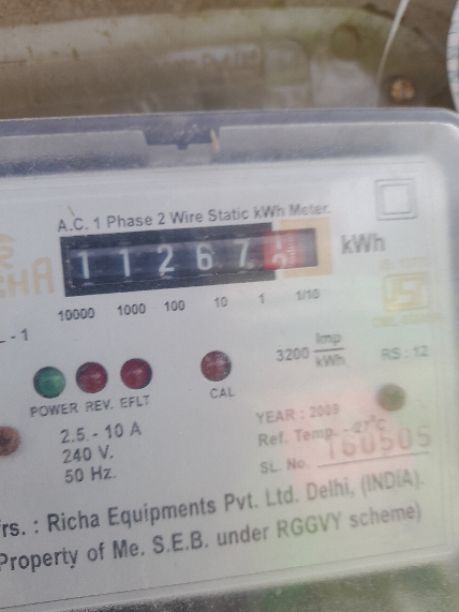 A.C. 1 Phase 2 Wire Static kWh Meter.
1 1 2 6 7 kWh
10000 1000 100 10 1 1/10
L - 1
3200 Imp/kWh RS : 12
POWER REV. EFLT CAL
2.5. - 10 A
240 V.
50 Hz.
YEAR : 2009
Ref. Temp. - 27°C
SL. No. 160505
frs. : Richa Equipments Pvt. Ltd. Delhi, (INDIA).
Property of Me. S.E.B. under RGGVY scheme)